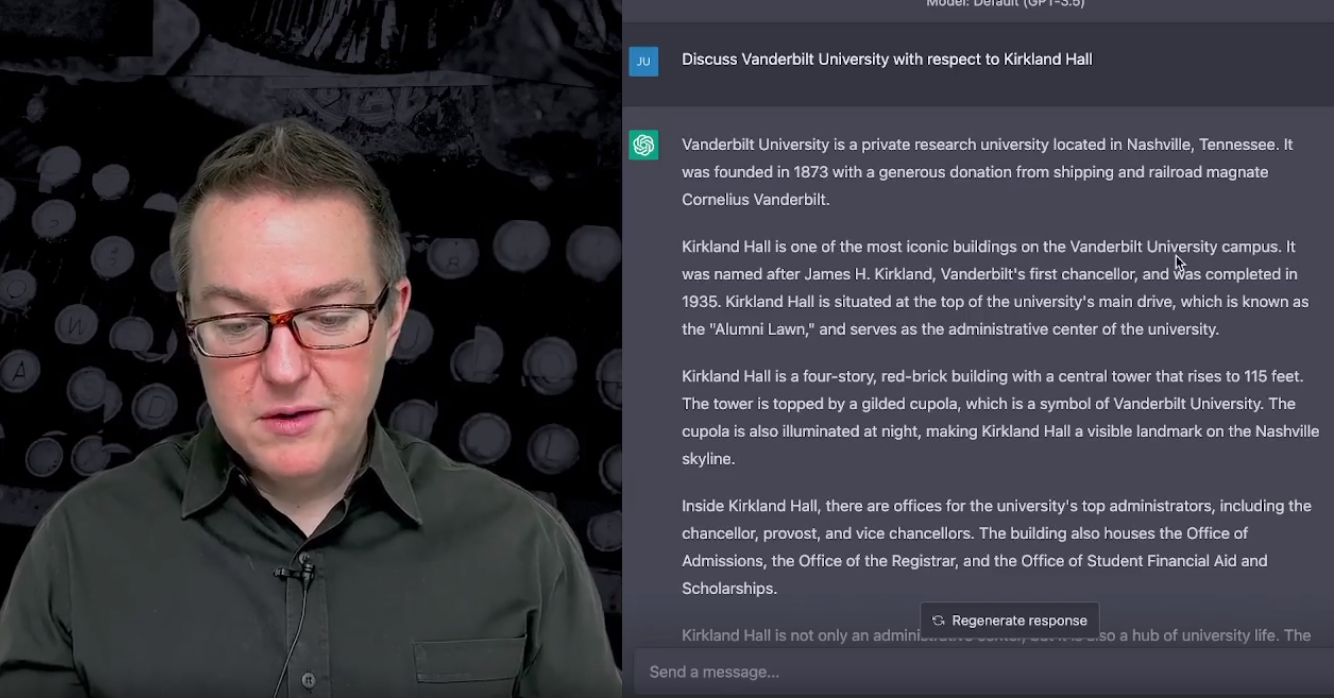 Model: Default (GPT-3.5)
JU
Discuss Vanderbilt University with respect to Kirkland Hall
Vanderbilt University is a private research university located in Nashville, Tennessee. It
was founded in 1873 with a generous donation from shipping and railroad magnate
Cornelius Vanderbilt.
Kirkland Hall is one of the most iconic buildings on the Vanderbilt University campus. It
was named after James H. Kirkland, Vanderbilt's first chancellor, and was completed in
1935. Kirkland Hall is situated at the top of the university's main drive, which is known as
the "Alumni Lawn," and serves as the administrative center of the university.
Kirkland Hall is a four-story, red-brick building with a central tower that rises to 115 feet.
The tower is topped by a gilded cupola, which is a symbol of Vanderbilt University. The
cupola is also illuminated at night, making Kirkland Hall a visible landmark on the Nashville
skyline.
Inside Kirkland Hall, there are offices for the university's top administrators, including the
chancellor, provost, and vice chancellors. The building also houses the Office of
Admissions, the Office of the Registrar, and the Office of Student Financial Aid and
Scholarships.
Regenerate response
Kirkland Hall is not only an administrative center, but it is also a hub of university life. The
Send a message...
W
A
D
L
8
3